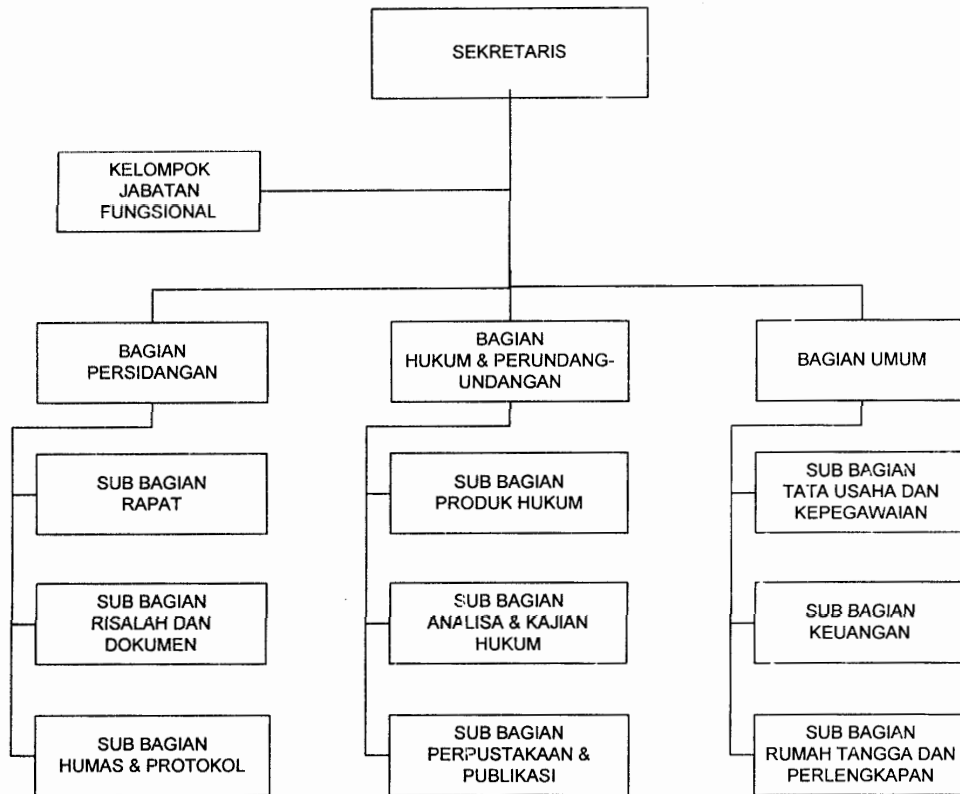 SEKRETARIS
KELOMPOK
JABATAN
FUNGSIONAL
BAGIAN
PERSIDANGAN
BAGIAN
HUKUM & PERUNDANG-
UNDANGAN
BAGIAN UMUM
SUB BAGIAN
RAPAT
SUB BAGIAN
PRODUK HUKUM
SUB BAGIAN
TATA USAHA DAN
KEPEGAWAIAN
SUB BAGIAN
RISALAH DAN
DOKUMEN
SUB BAGIAN
ANALISA & KAJIAN
HUKUM
SUB BAGIAN
KEUANGAN
SUB BAGIAN
HUMAS & PROTOKOL
SUB BAGIAN
PERPUSTAKAAN &
PUBLIKASI
SUB BAGIAN
RUMAH TANGGA DAN
PERLENGKAPAN